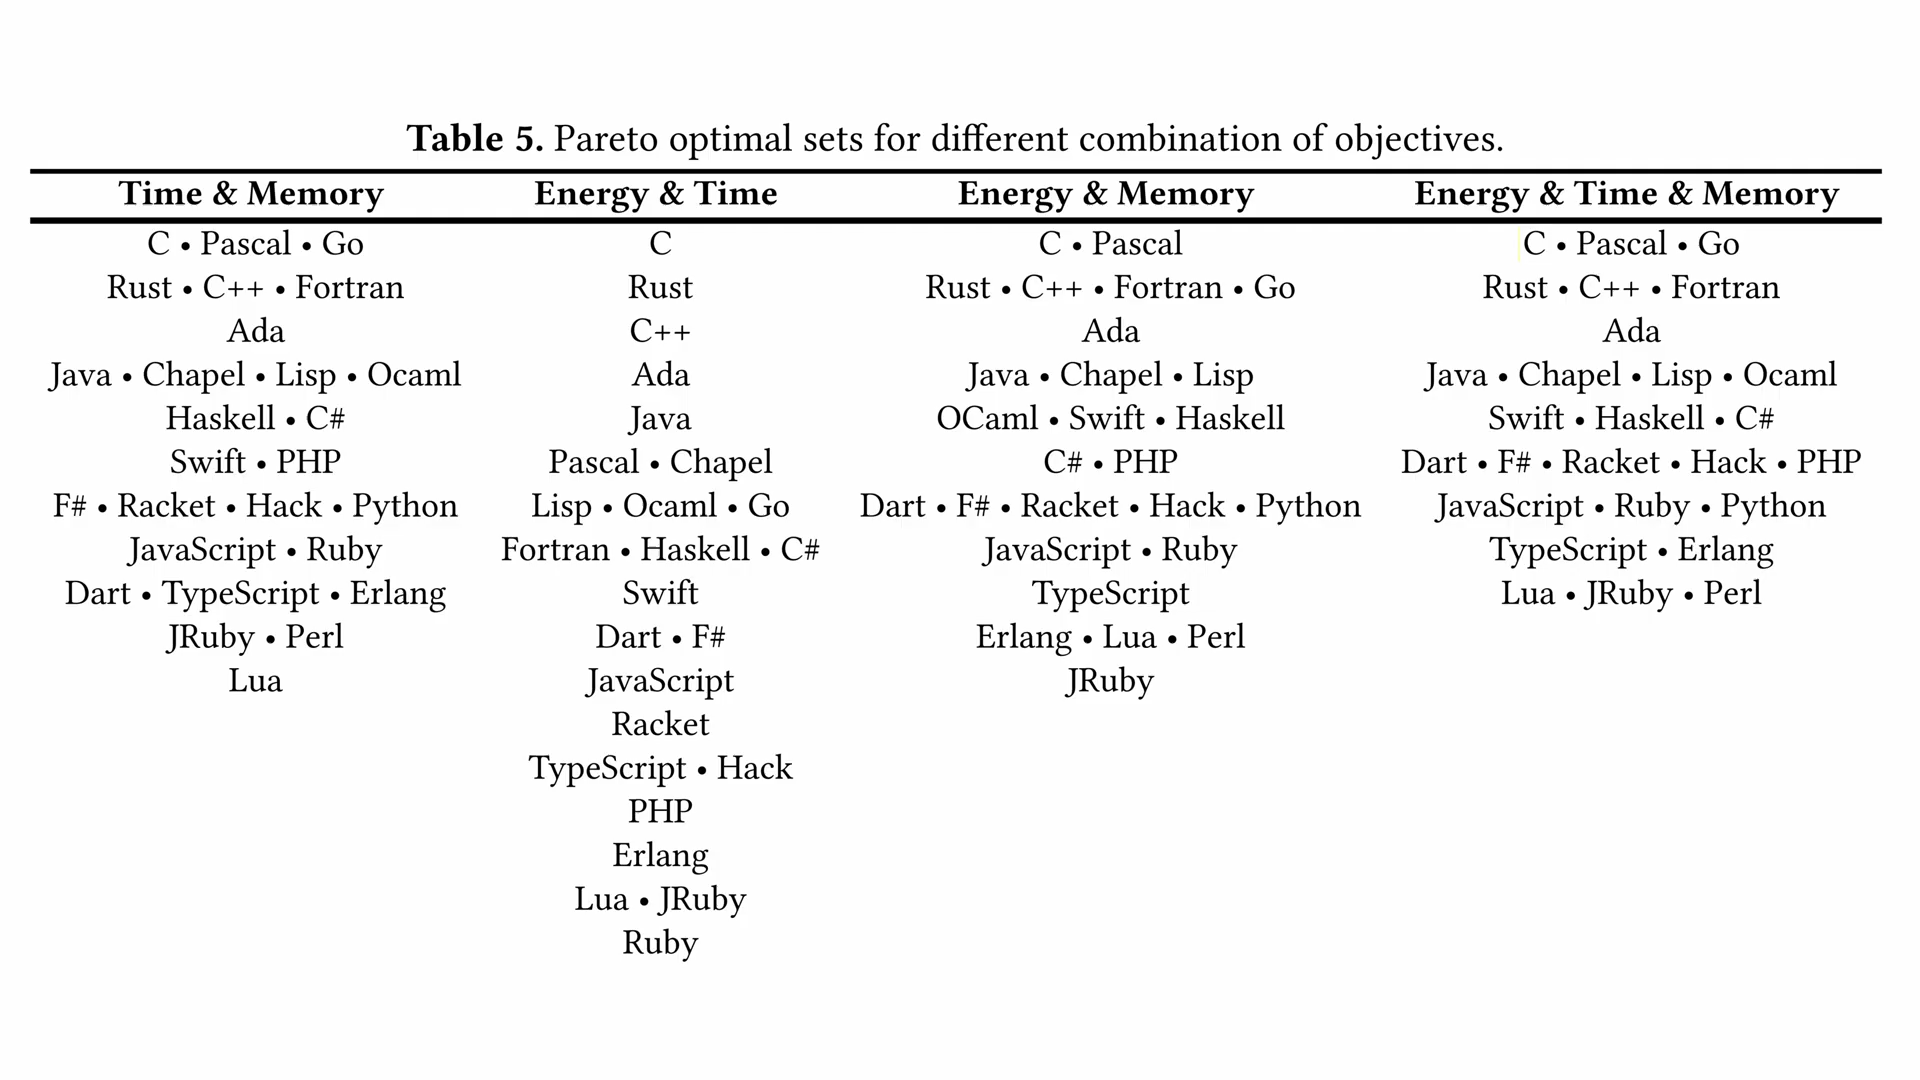 Table 5. Pareto optimal sets for different combination of objectives.
Time & Memory Energy & Time Energy & Memory Energy & Time & Memory
C • Pascal • Go C C • Pascal C • Pascal • Go
Rust • C++ • Fortran Rust Rust • C++ • Fortran • Go Rust • C++ • Fortran
Ada C++ Ada Ada
Java • Chapel • Lisp • Ocaml Ada Java • Chapel • Lisp Java • Chapel • Lisp • Ocaml
Haskell • C# Java OCaml • Swift • Haskell Swift • Haskell • C#
Swift • PHP Pascal • Chapel C# • PHP Dart • F# • Racket • Hack • PHP
F# • Racket • Hack • Python Lisp • Ocaml • Go Dart • F# • Racket • Hack • Python JavaScript • Ruby • Python
JavaScript • Ruby Fortran • Haskell • C# JavaScript • Ruby TypeScript • Erlang
Dart • TypeScript • Erlang Swift TypeScript Lua • JRuby • Perl
JRuby • Perl Dart • F# Erlang • Lua • Perl
Lua JavaScript JRuby
Racket
TypeScript • Hack
PHP
Erlang
Lua • JRuby
Ruby